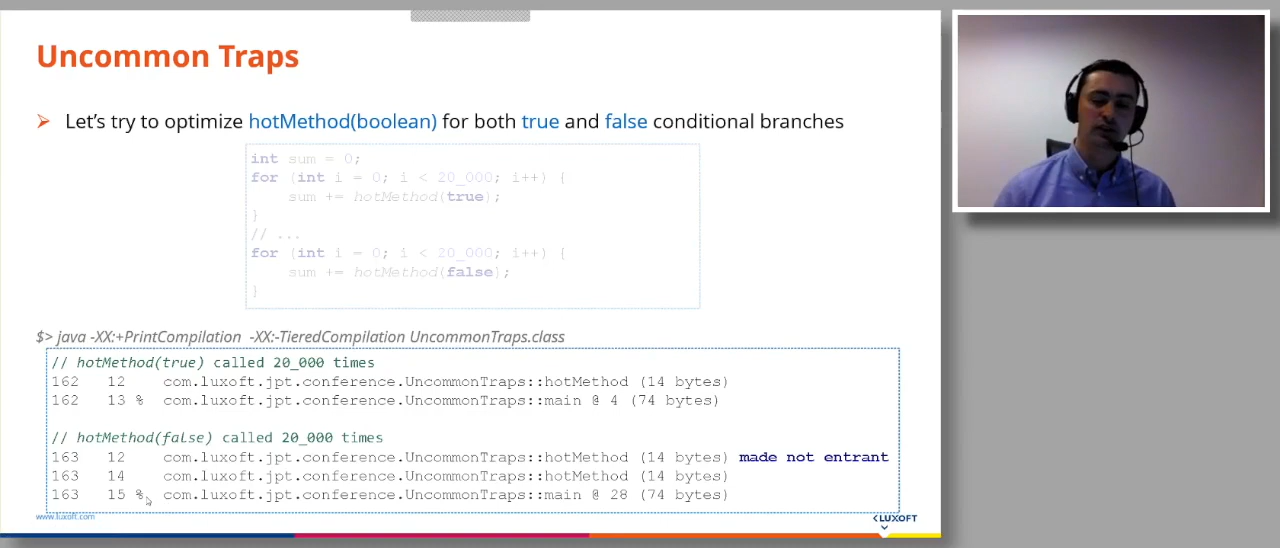 Uncommon Traps
Let's try to optimize hotMethod(boolean) for both true and false conditional branches
int sum = 0;
for (int i = 0; i < 20_000; i++) {
sum += hotMethod(true);
}
// ...
for (int i = 0; i < 20_000; i++) {
sum += hotMethod(false);
}
$> java -XX:+PrintCompilation -XX:-TieredCompilation UncommonTraps.class
// hotMethod(true) called 20_000 times
162 12 com.luxoft.jpt.conference.UncommonTraps::hotMethod (14 bytes)
162 13 % com.luxoft.jpt.conference.UncommonTraps::main @ 4 (74 bytes)
// hotMethod(false) called 20_000 times
163 12 com.luxoft.jpt.conference.UncommonTraps::hotMethod (14 bytes) made not entrant
163 14 com.luxoft.jpt.conference.UncommonTraps::hotMethod (14 bytes)
163 15 % com.luxoft.jpt.conference.UncommonTraps::main @ 28 (74 bytes)
www.luxoft.com
LUXOFT